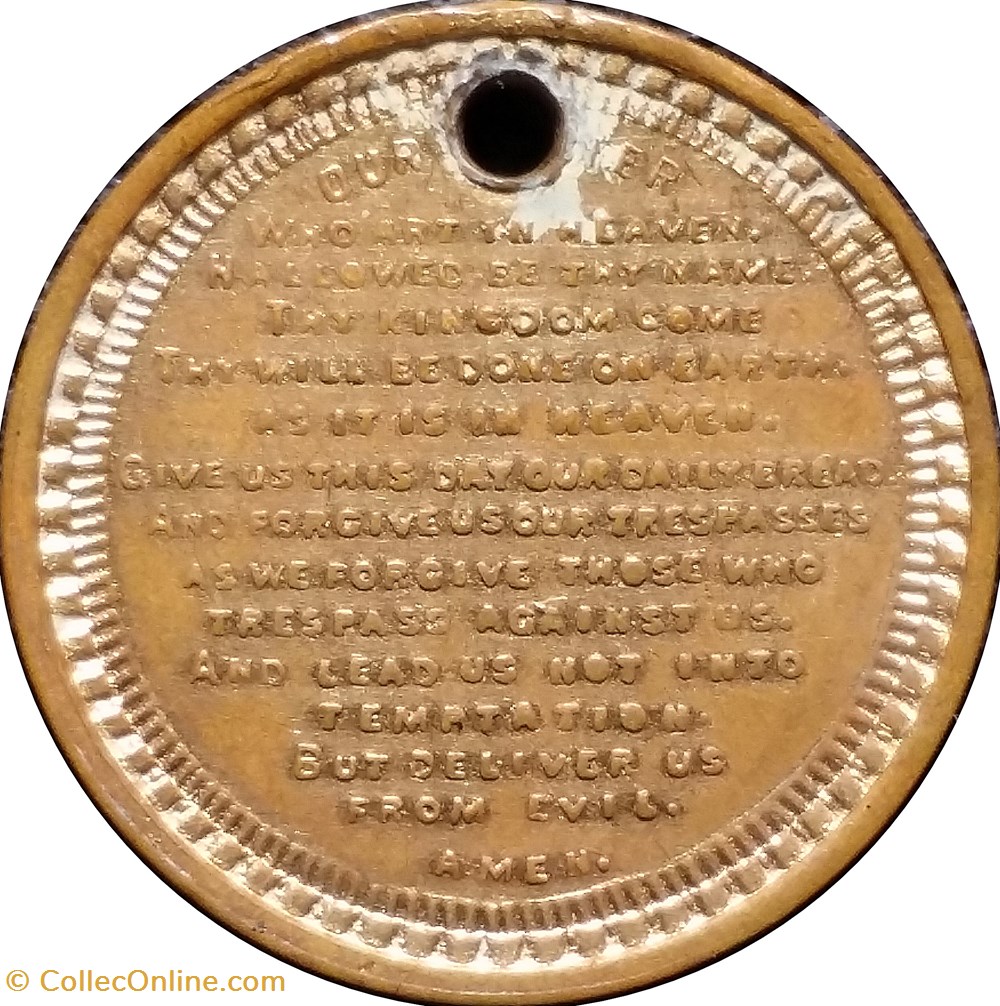 OUR
WHO ART IN HEAVEN.
HALLOWED BE THY NAME.
THY KINGDOM COME
THY WILL BE DONE ON EARTH.
AS IT IS IN HEAVEN.
GIVE US THIS DAY OUR DAILY BREAD.
AND FORGIVE US OUR TRESPASSES
AS WE FORGIVE THOSE WHO
TRESPASS AGAINST US.
AND LEAD US NOT INTO
TEMPTATION.
BUT DELIVER US
FROM EVIL.
AMEN.
© CollecOnline.com